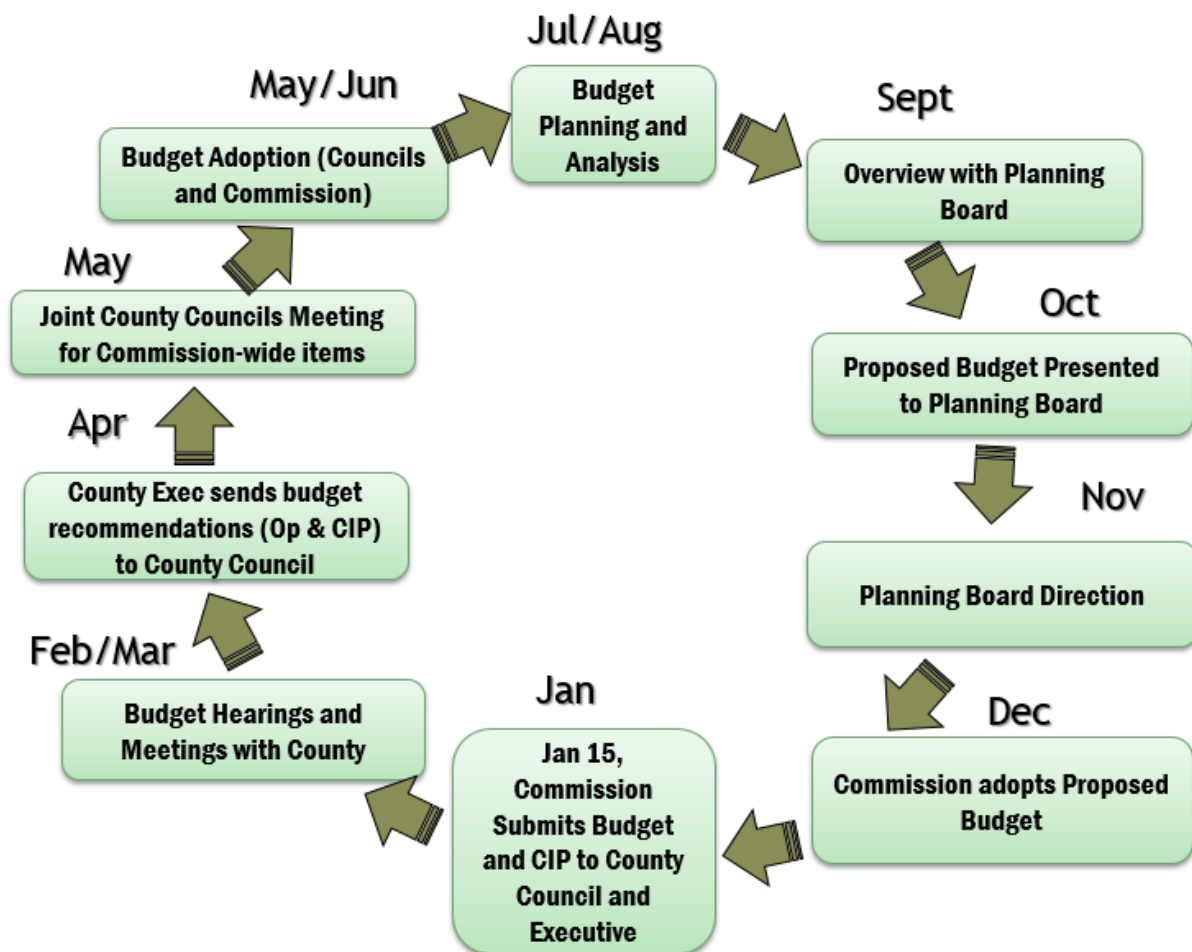 Jul/Aug
Budget
Planning and
Analysis
Sept
Overview with Planning
Board
Oct
Proposed Budget Presented
to Planning Board
Nov
Planning Board Direction
Dec
Commission adopts Proposed
Budget
Jan
Jan 15,
Commission
Submits Budget
and CIP to County
Council and
Executive
Feb/Mar
Budget Hearings and
Meetings with County
Apr
County Exec sends budget
recommendations (Op & CIP)
to County Council
May
Joint County Councils Meeting
for Commission-wide items
May/Jun
Budget Adoption (Councils
and Commission)